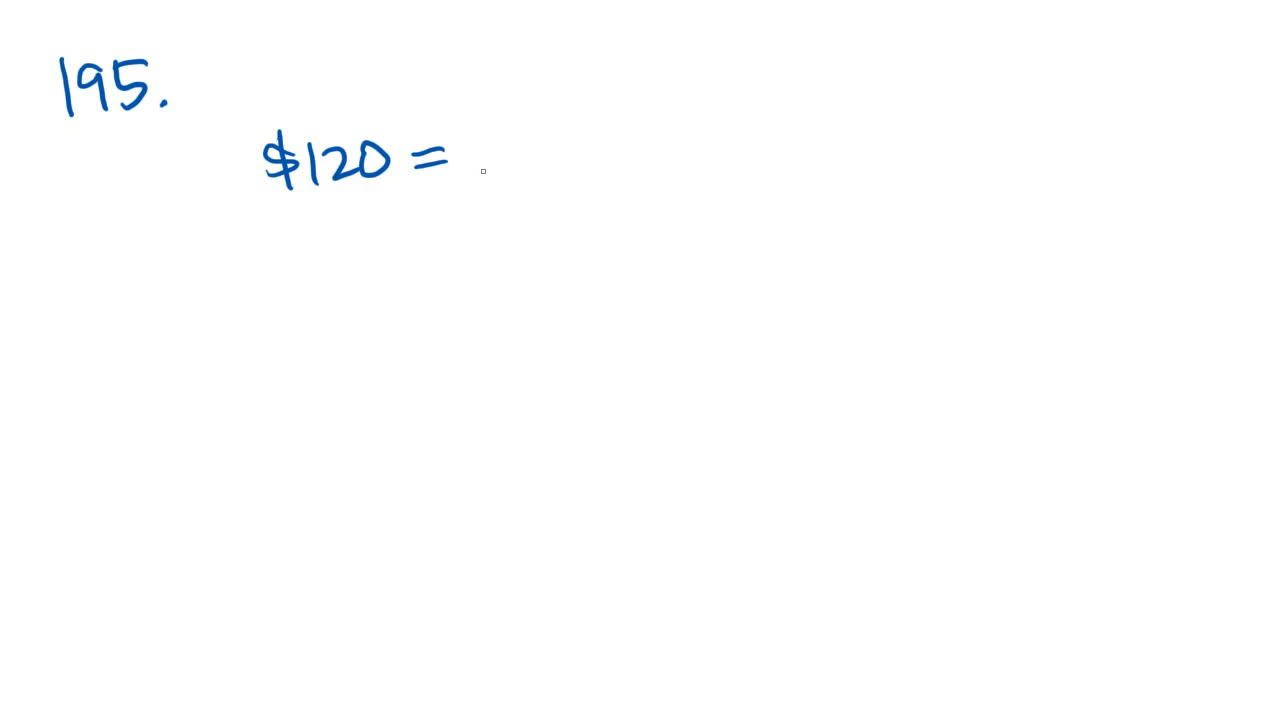 195.
$120 =